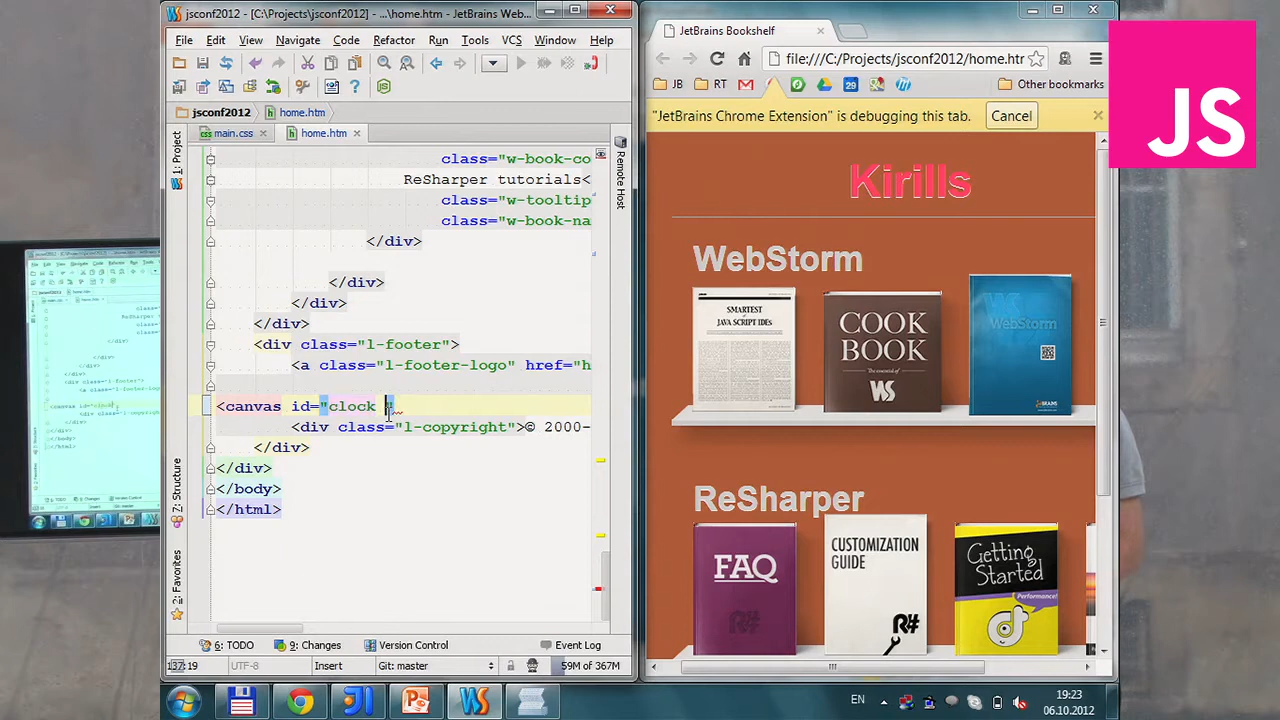 jsconf2012 - [C:\Projects\jsconf2012] - ...\home.htm - JetBrains Web...
File Edit View Navigate Code Refactor Run Tools VCS Window Help
jsconf2012 home.htm
main.css home.htm
1: Project
Remote Host
7: Structure
2: Favorites
class="w-book-co
ReSharper tutorials<
class="w-tooltip
class="w-book-na
</div>
</div>
</div>
</div>
<div class="l-footer">
<a class="l-footer-logo" href="h
<canvas id="clock "
<div class="l-copyright">© 2000-
</div>
</div>
</body>
</html>
6: TODO 9: Changes Version Control Event Log
137:19 UTF-8 Insert Git: master 59M of 367M
JetBrains Bookshelf
file:///C:/Projects/jsconf2012/home.htm
JB RT 29 Other bookmarks
"JetBrains Chrome Extension" is debugging this tab. Cancel
Kirills
WebStorm
SMARTEST
OF
JAVA SCRIPT IDEs
COOK
BOOK
The essential of
WS
WebStorm
ReSharper
FAQ
R#
CUSTOMIZATION
GUIDE
R#
Getting
Started
Performance!
JS
EN
19:23
06.10.2012